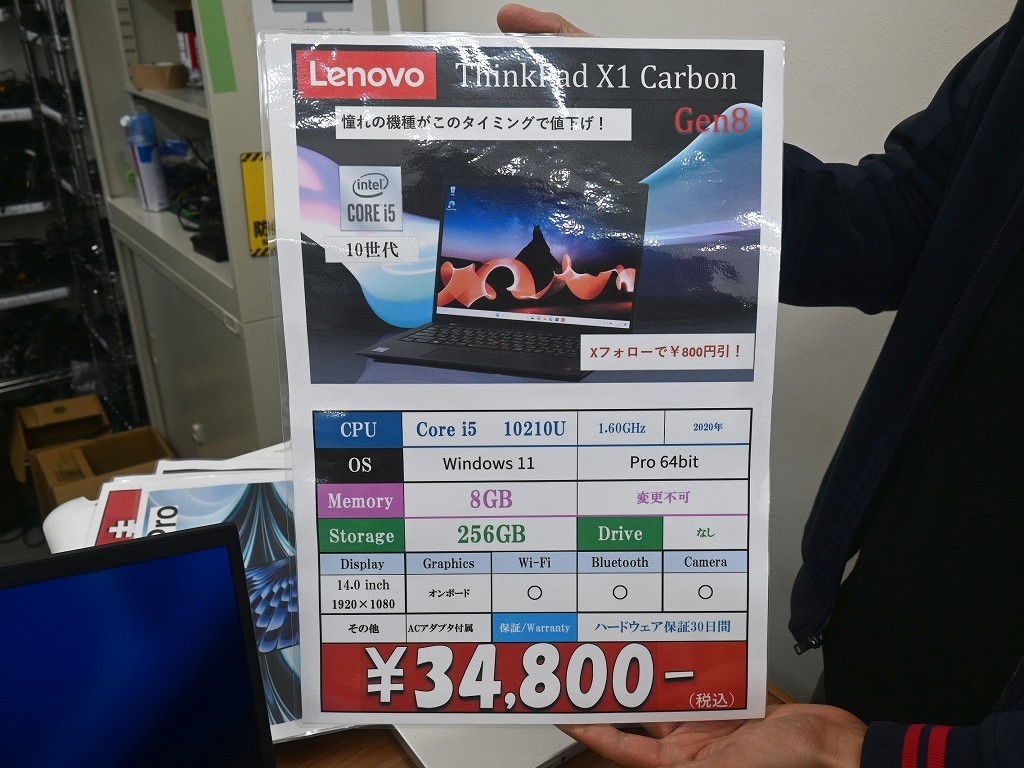 Lenovo
ThinkPad X1 Carbon
Gen8
憧れの機種がこのタイミングで値下げ！
intel
CORE i5
10世代
Xフォローで￥800円引！
CPU Core i5 10210U 1.60GHz 2020年
OS Windows 11 Pro 64bit
Memory 8GB 変更不可
Storage 256GB Drive なし
Display Graphics Wi-Fi Bluetooth Camera
14.0 inch
1920×1080 オンボード ○ ○ ○
その他 ACアダプタ付属 保証/Warranty ハードウェア保証30日間
￥34,800－
（税込）
pro
防